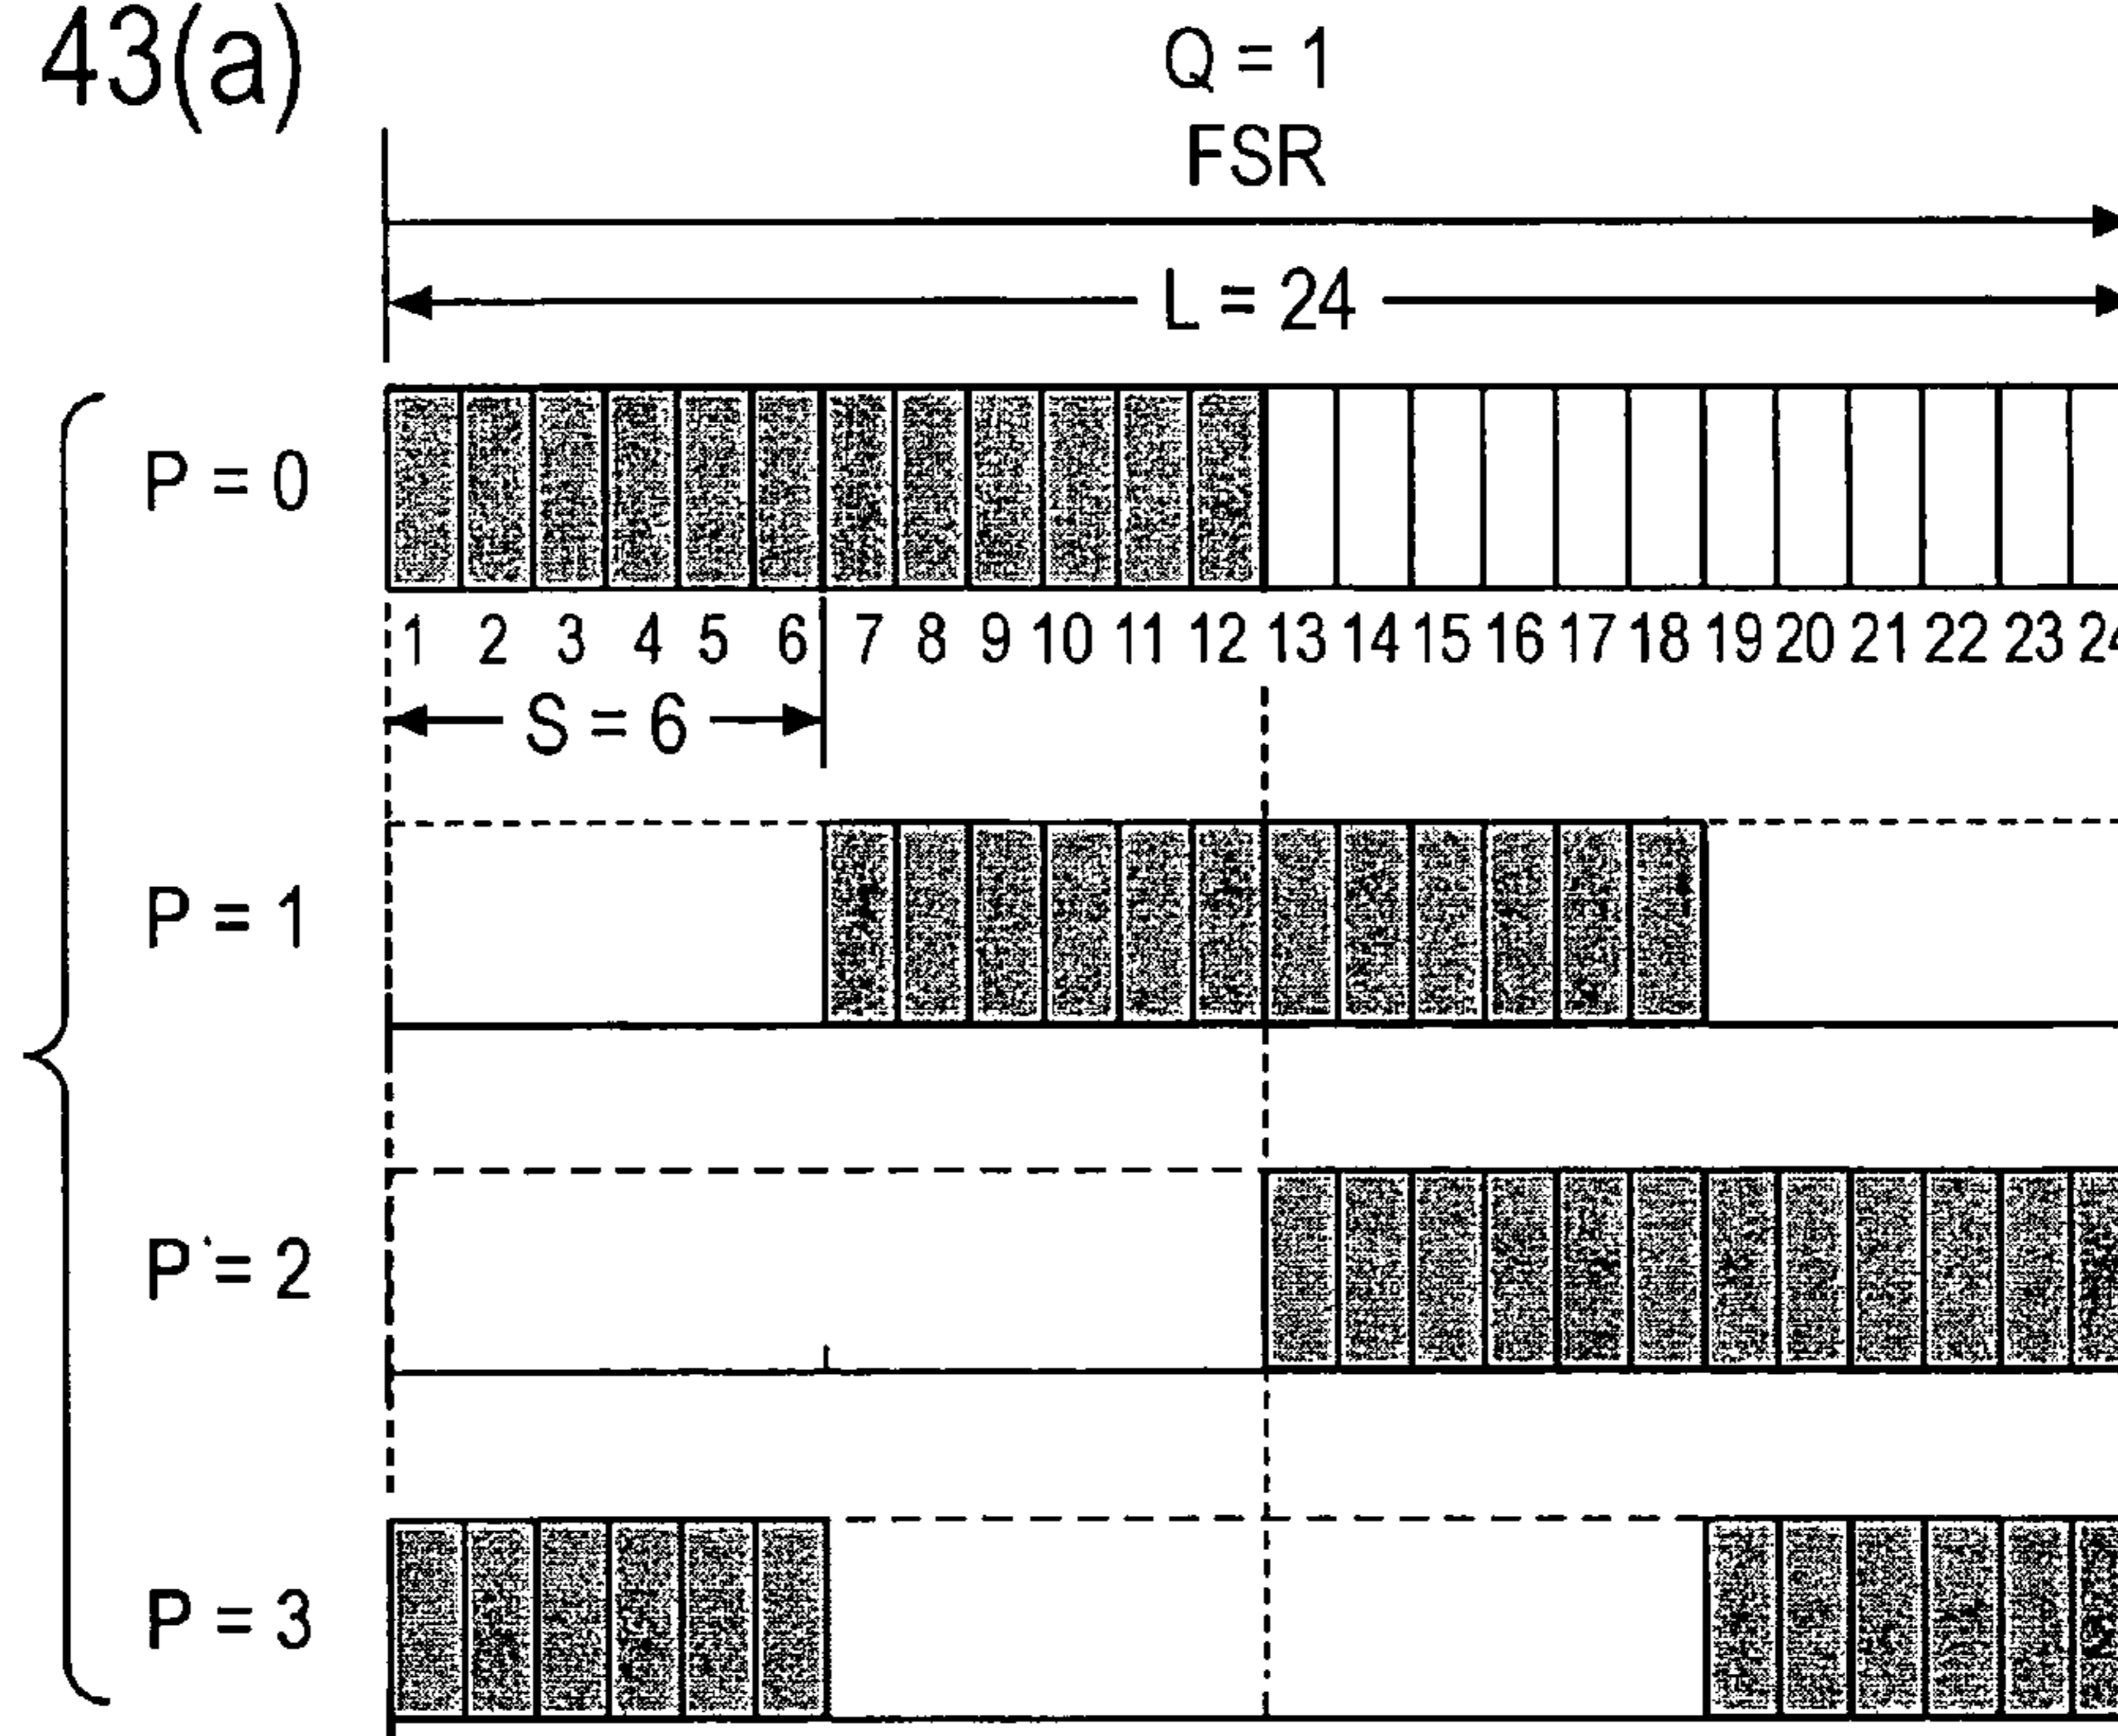 43(a)
Q = 1
FSR
L = 24
P = 0
1 2 3 4 5 6 7 8 9 10 11 12 13 14 15 16 17 18 19 20 21 22 23 24
S = 6
P = 1
P = 2
P = 3